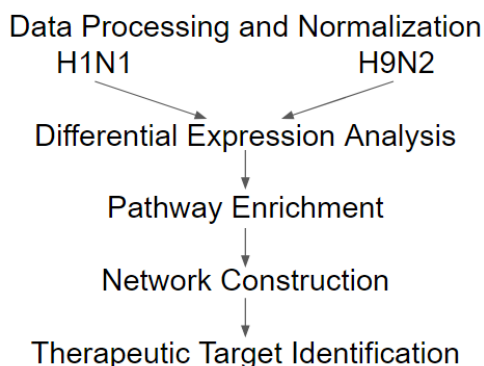 Data Processing and Normalization
H1N1 H9N2
Differential Expression Analysis
Pathway Enrichment
Network Construction
Therapeutic Target Identification